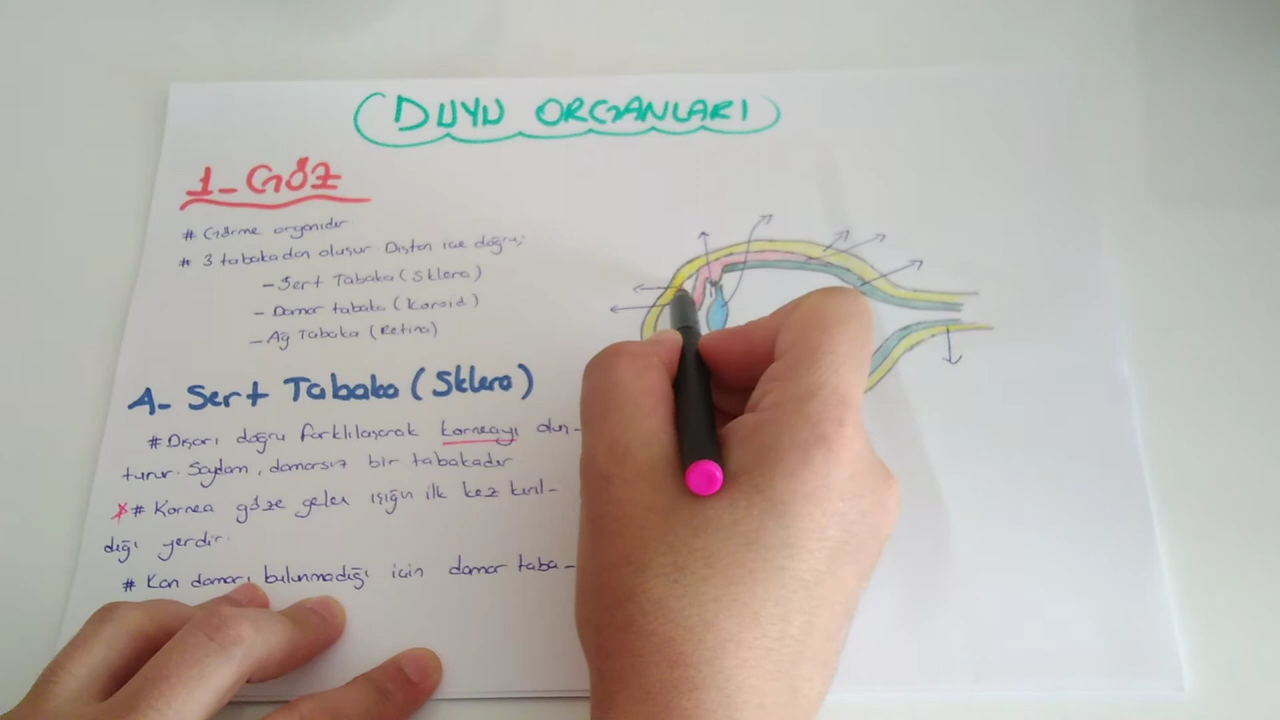 DUYU ORGANLARI
1- GÖZ
# Görme organıdır
# 3 tabakadan oluşur. Dıştan içe doğru;
- Sert Tabaka (Sklera)
- Damar tabaka (Koroid)
- Ağ Tabaka (Retina)
A- Sert Tabaka (Sklera)
# Dışarı doğru farklılaşarak korneayı oluş-
turur. Saydam, damarsız bir tabakadır
# Kornea göze gelen ışığın ilk kez kırıl-
dığı yerdir.
# Kan damarı bulunmadığı için damar taba-